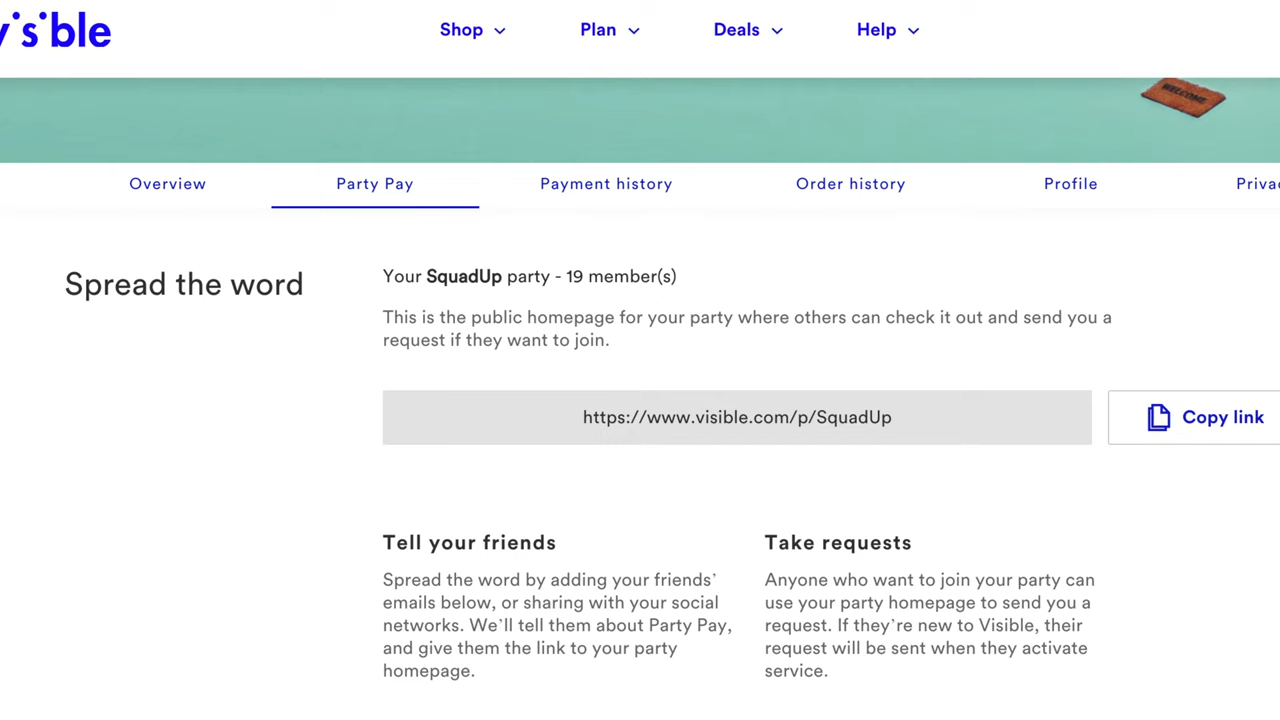 visible
Shop
Plan
Deals
Help
WELCOME
Overview
Party Pay
Payment history
Order history
Profile
Spread the word
Your SquadUp party - 19 member(s)
This is the public homepage for your party where others can check it out and send you a
request if they want to join.
https://www.visible.com/p/SquadUp
Copy link
Tell your friends
Spread the word by adding your friends’
emails below, or sharing with your social
networks. We’ll tell them about Party Pay,
and give them the link to your party
homepage.
Take requests
Anyone who want to join your party can
use your party homepage to send you a
request. If they’re new to Visible, their
request will be sent when they activate
service.